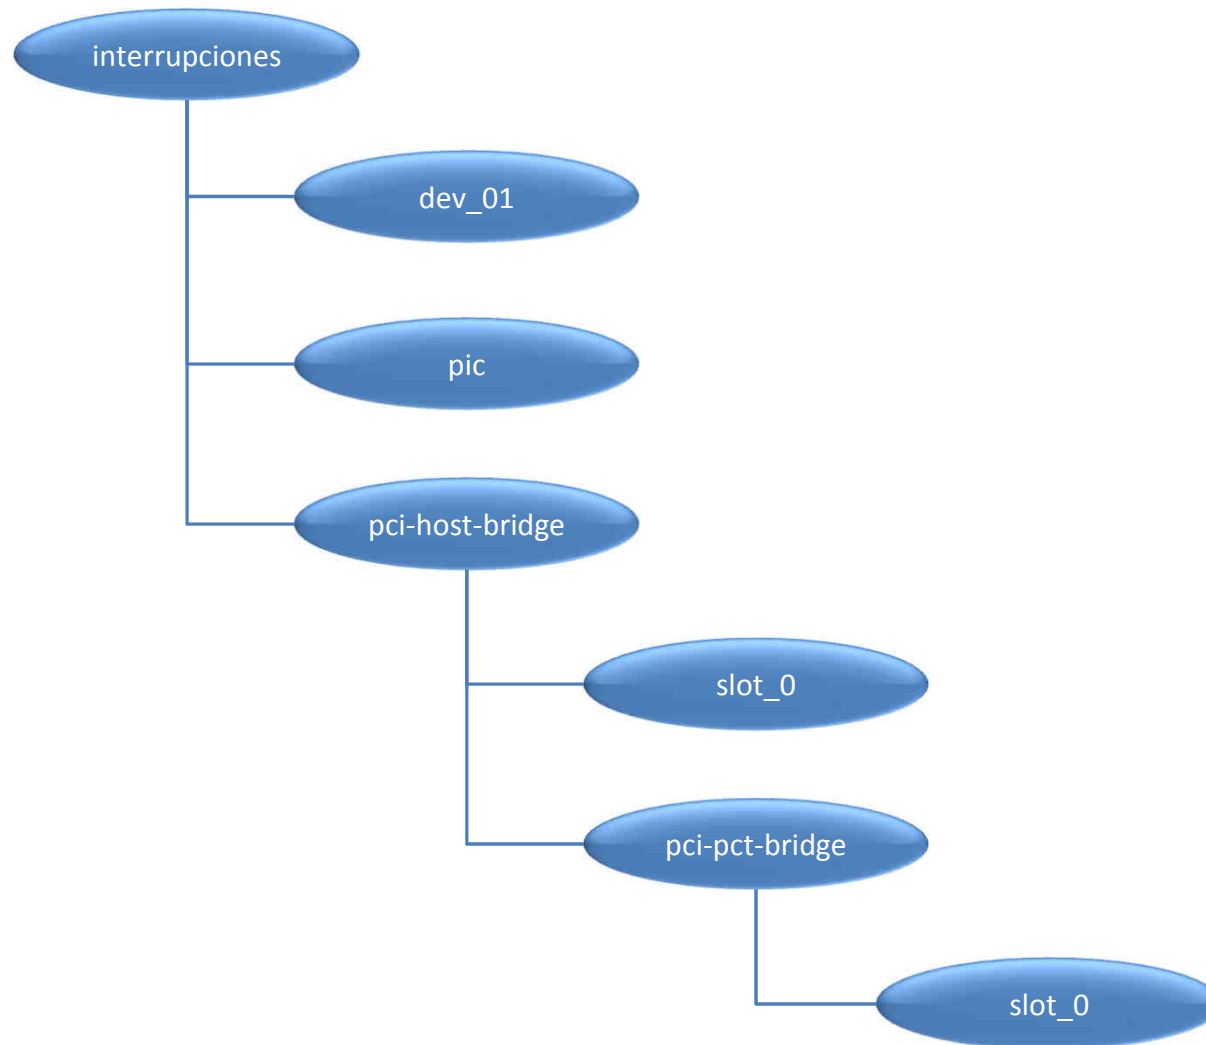 interrupciones
dev_01
pic
pci-host-bridge
slot_0
pci-pct-bridge
slot_0